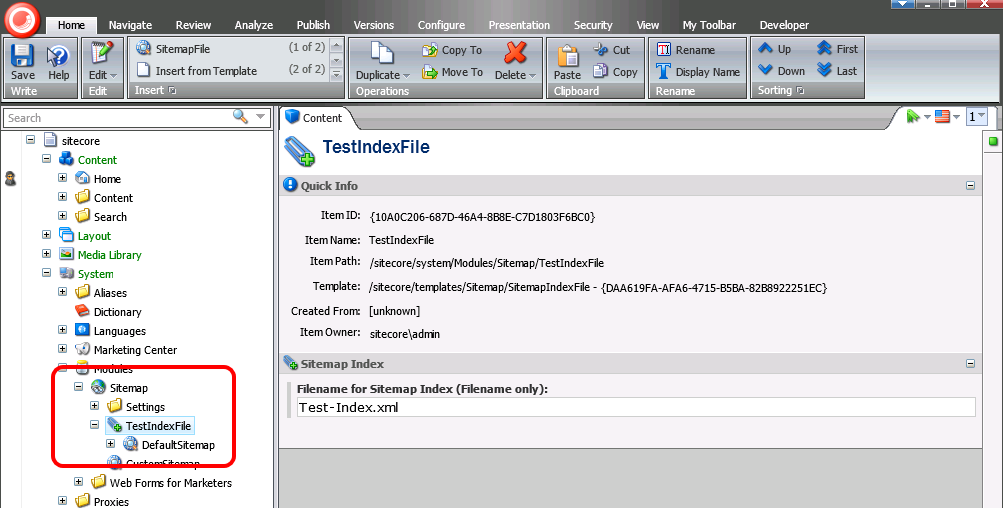 Home Navigate Review Analyze Publish Versions Configure Presentation Security View My Toolbar Developer
Save Help Write
Edit Edit
SitemapFile (1 of 2)
Insert from Template (2 of 2)
Insert
Duplicate Copy To Move To Delete
Operations
Paste Cut Copy
Clipboard
Rename
Display Name
Rename
Up First
Down Last
Sorting
Search
sitecore
Content
Home
Content
Search
Layout
Media Library
System
Aliases
Dictionary
Languages
Marketing Center
Modules
Sitemap
Settings
TestIndexFile
DefaultSitemap
CustomSitemap
Web Forms for Marketers
Proxies
Content
1
TestIndexFile
Quick Info
Item ID: {10A0C206-687D-46A4-8B8E-C7D1803F6BC0}
Item Name: TestIndexFile
Item Path: /sitecore/system/Modules/Sitemap/TestIndexFile
Template: /sitecore/templates/Sitemap/SitemapIndexFile - {DAA619FA-AFA6-4715-B5BA-82B8922251EC}
Created From: [unknown]
Item Owner: sitecore\admin
Sitemap Index
Filename for Sitemap Index (Filename only):
Test-Index.xml